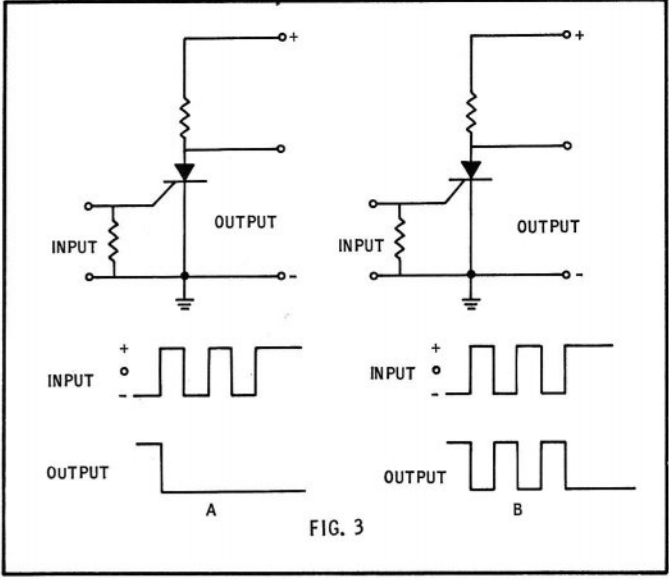 + +
INPUT OUTPUT INPUT OUTPUT
- -
+ +
INPUT o INPUT o
- -
OUTPUT OUTPUT
A B
FIG. 3